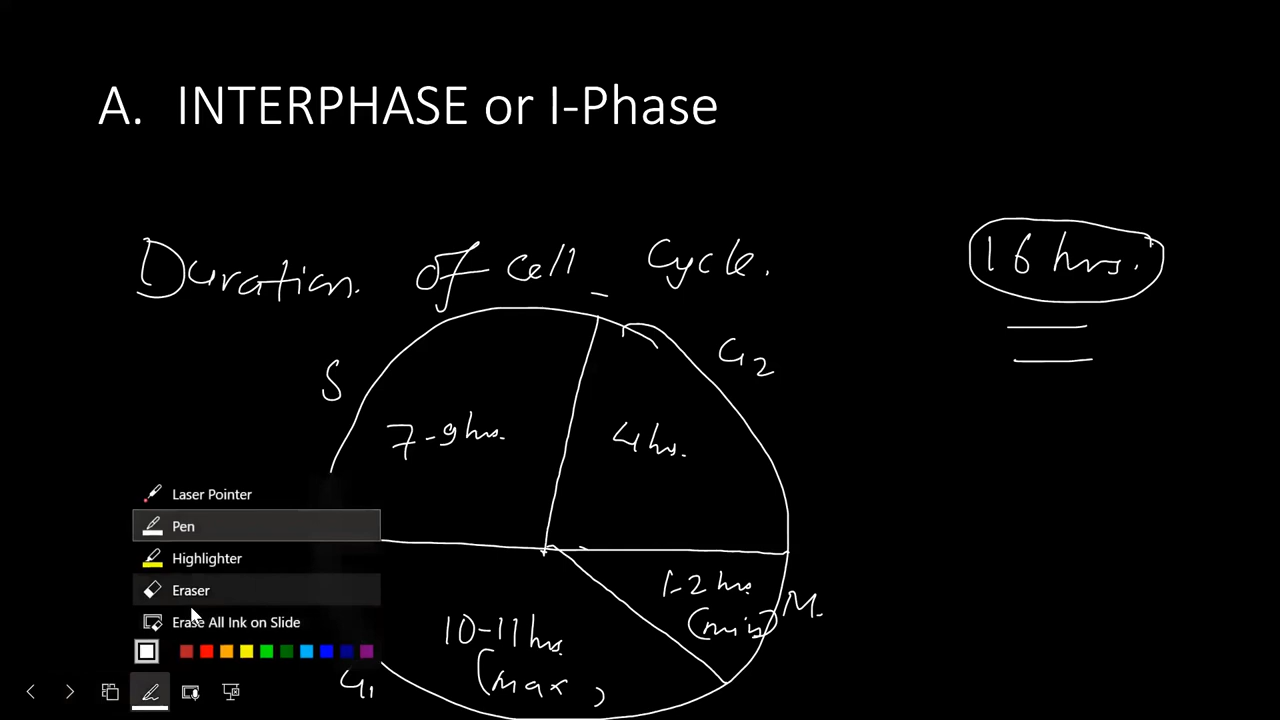 A. INTERPHASE or I-Phase
Duration of cell Cycle.
16 hrs.
S
G2
7-9 hrs.
4 hrs.
Laser Pointer
Pen
Highlighter
Eraser
Erase All Ink on Slide
1-2 hrs.
(min)
M.
10-11 hrs.
(max)
G1